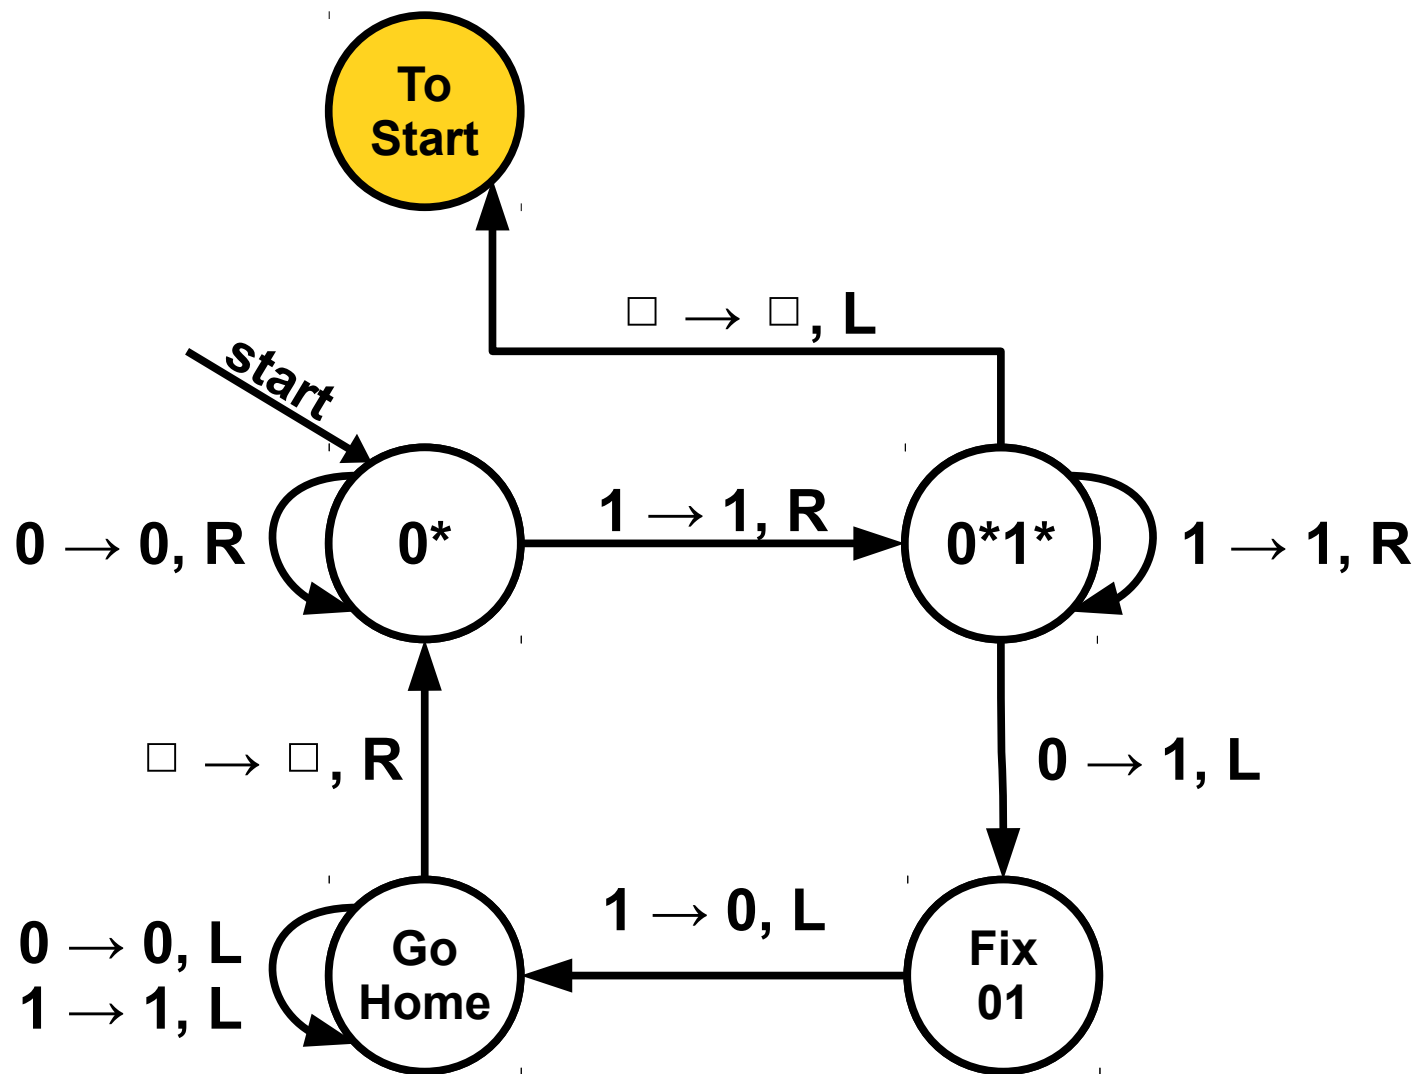 To
Start
□ → □, L
start
0 → 0, R
0*
1 → 1, R
0*1*
1 → 1, R
□ → □, R
0 → 1, L
0 → 0, L
1 → 1, L
Go
Home
1 → 0, L
Fix
01